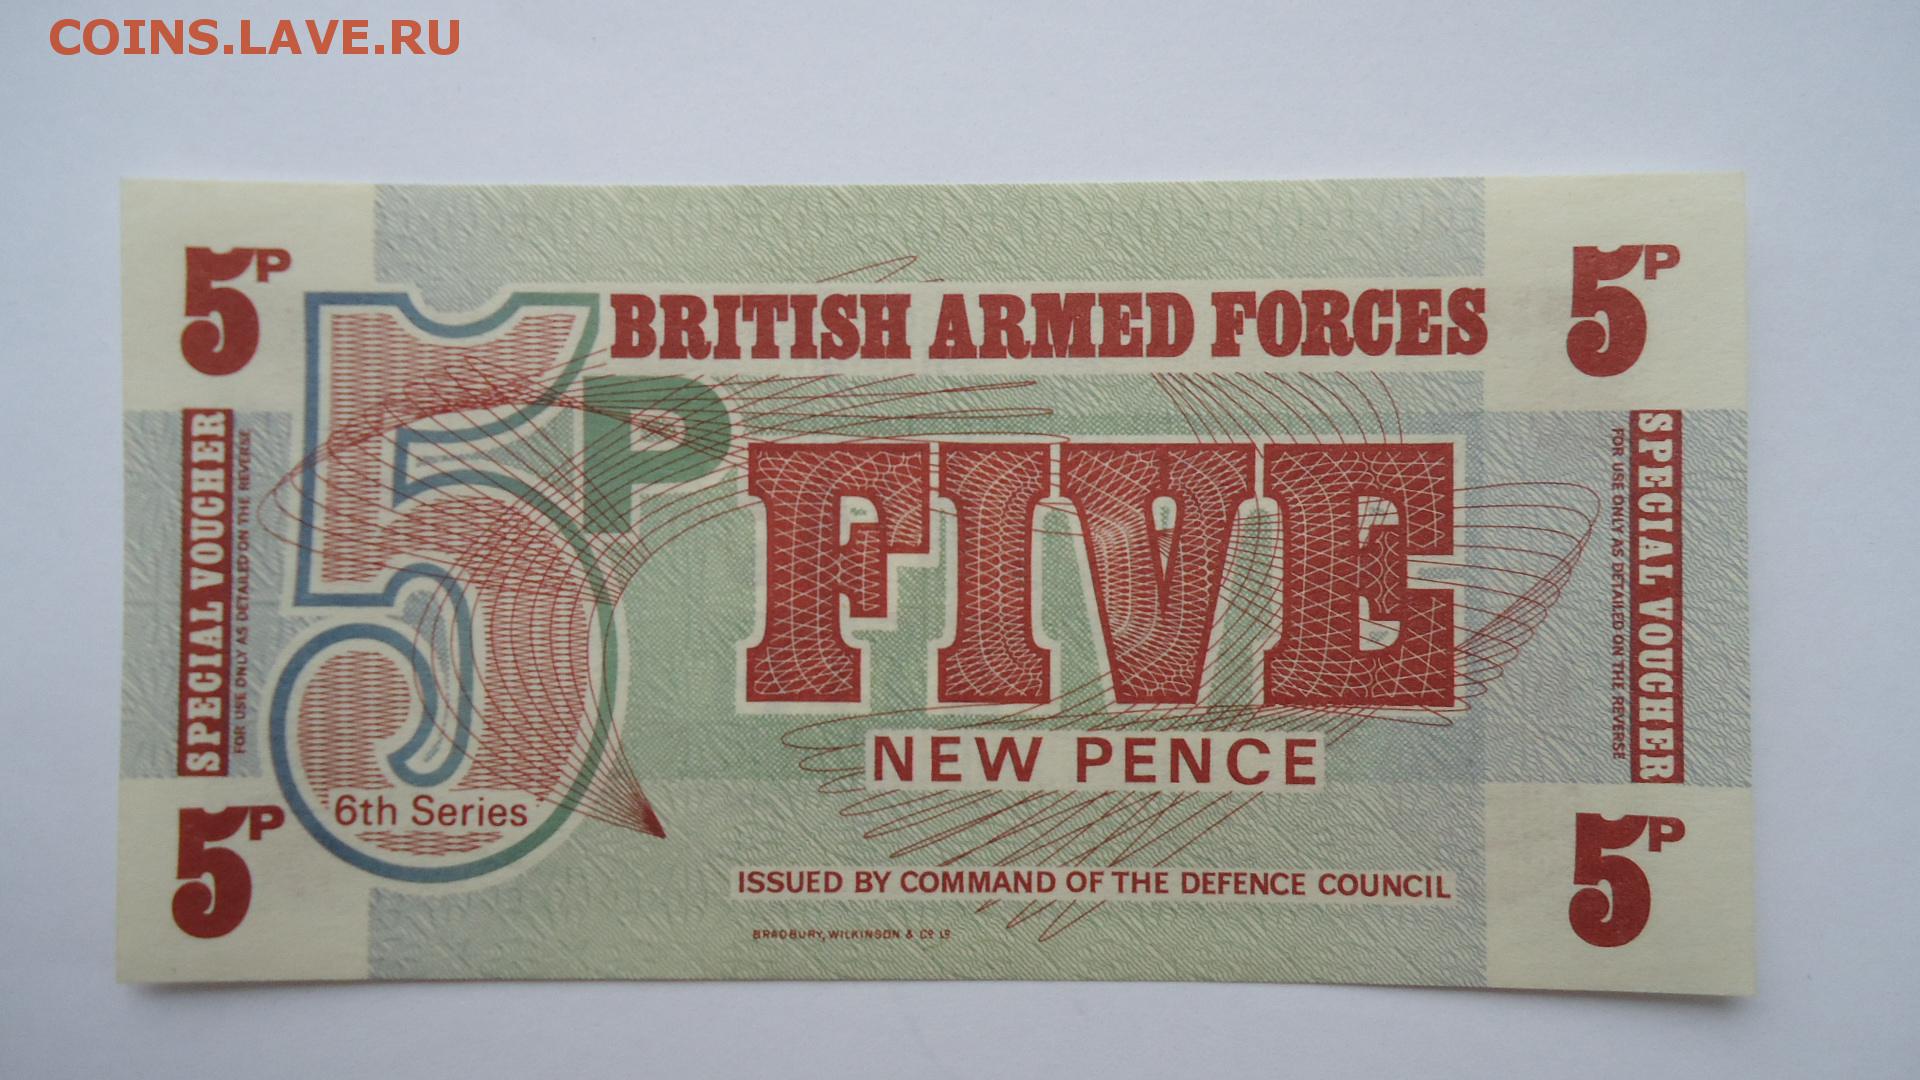 COINS.LAVE.RU
5P
5P
BRITISH ARMED FORCES
5P
SPECIAL VOUCHER
FOR USE ONLY AS DETAILED ON THE REVERSE
FIVE
NEW PENCE
SPECIAL VOUCHER
FOR USE ONLY AS DETAILED ON THE REVERSE
6th Series
5P
ISSUED BY COMMAND OF THE DEFENCE COUNCIL
5P
BRADBURY, WILKINSON & Co Ld